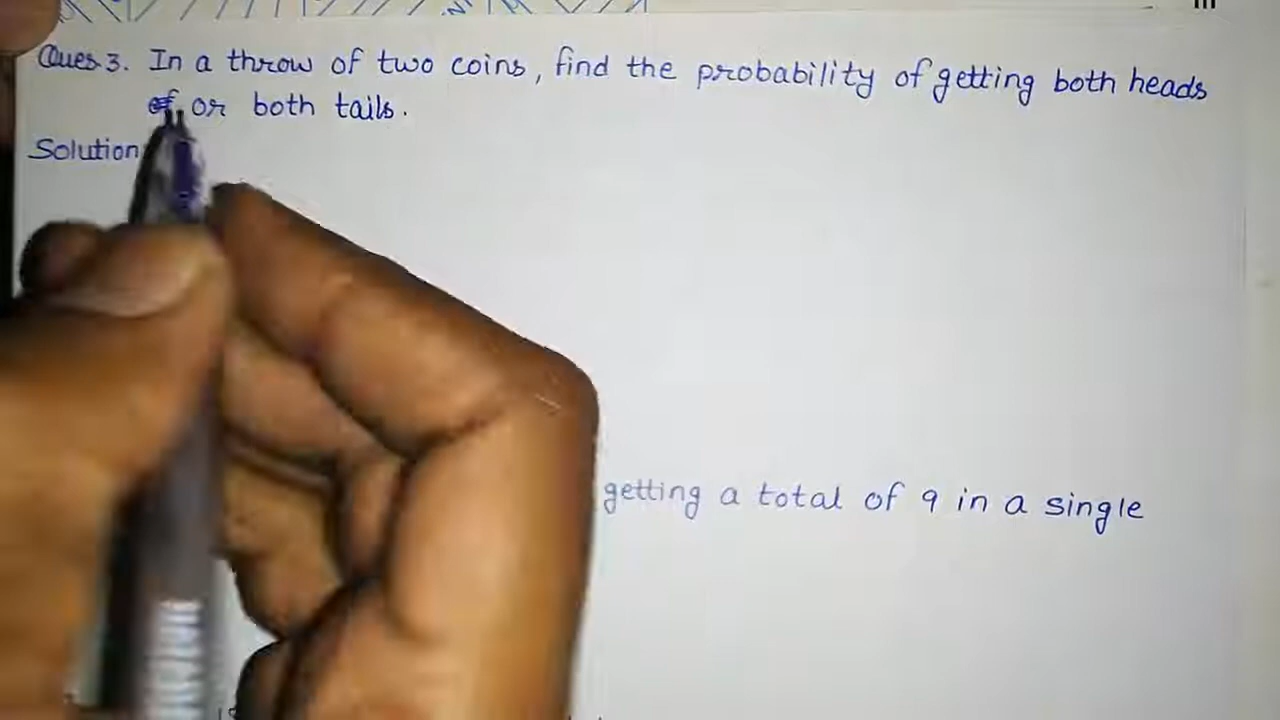 Ques 3. In a throw of two coins, find the probability of getting both heads
or both tails.
Solution
getting a total of 9 in a single